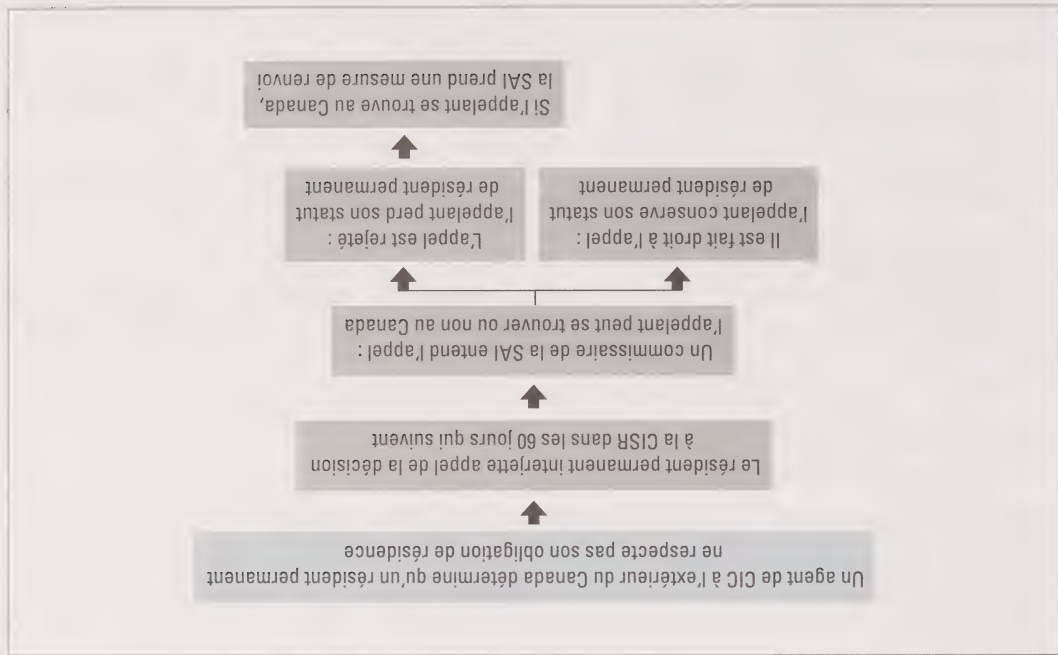 Un agent de CIC à l'extérieur du Canada détermine qu'un résident permanent
ne respecte pas son obligation de résidence
Le résident permanent interjette appel de la décision
à la CISR dans les 60 jours qui suivent
Un commissaire de la SAI entend l'appel :
l'appelant peut se trouver ou non au Canada
L'appel est rejeté :
l'appelant perd son statut
de résident permanent
Il est fait droit à l'appel :
l'appelant conserve son statut
de résident permanent
Si l'appelant se trouve au Canada,
la SAI prend une mesure de renvoi